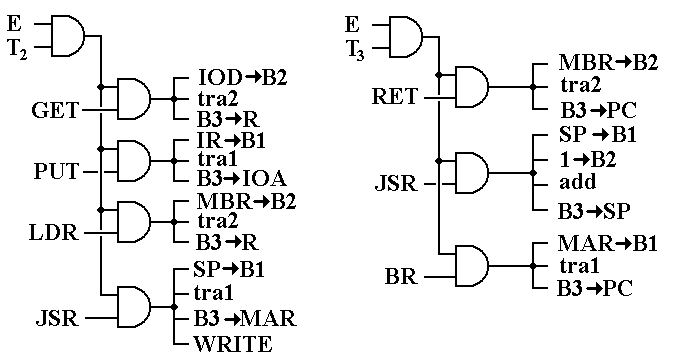 E
T2
GET
IOD→B2
tra2
B3→R
PUT
IR→B1
tra1
B3→IOA
LDR
MBR→B2
tra2
B3→R
JSR
SP→B1
tra1
B3→MAR
WRITE
E
T3
RET
MBR→B2
tra2
B3→PC
JSR
SP→B1
1→B2
add
B3→SP
BR
MAR→B1
tra1
B3→PC